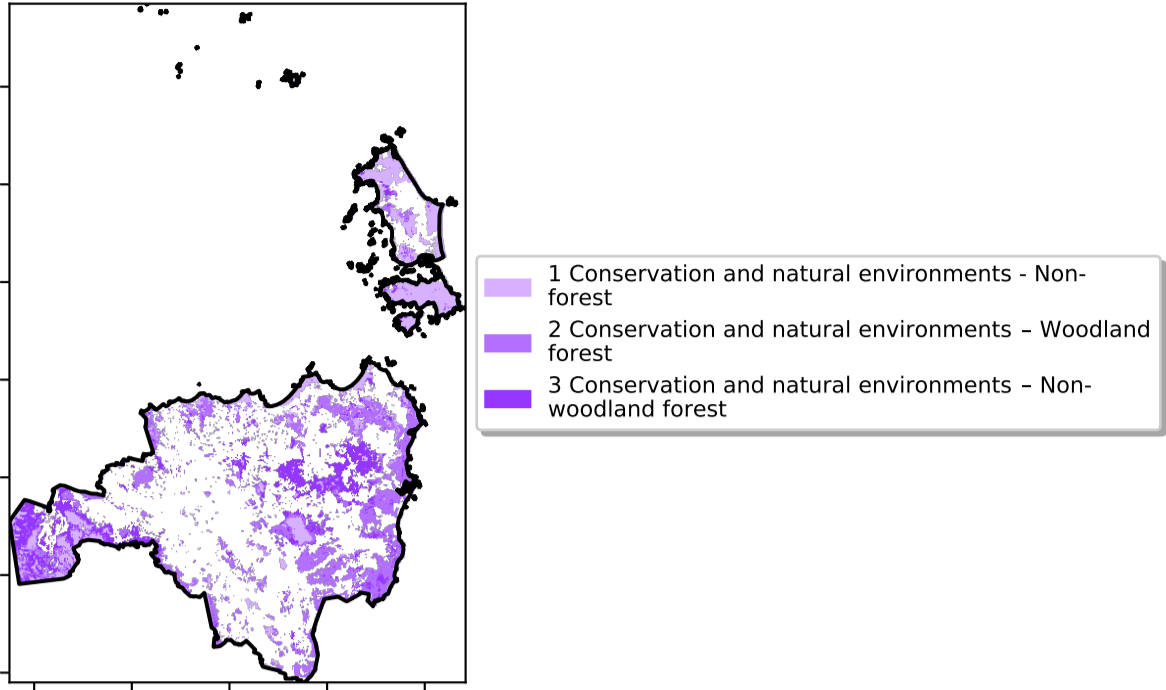 1 Conservation and natural environments - Non-
forest
2 Conservation and natural environments – Woodland
forest
3 Conservation and natural environments – Non-
woodland forest